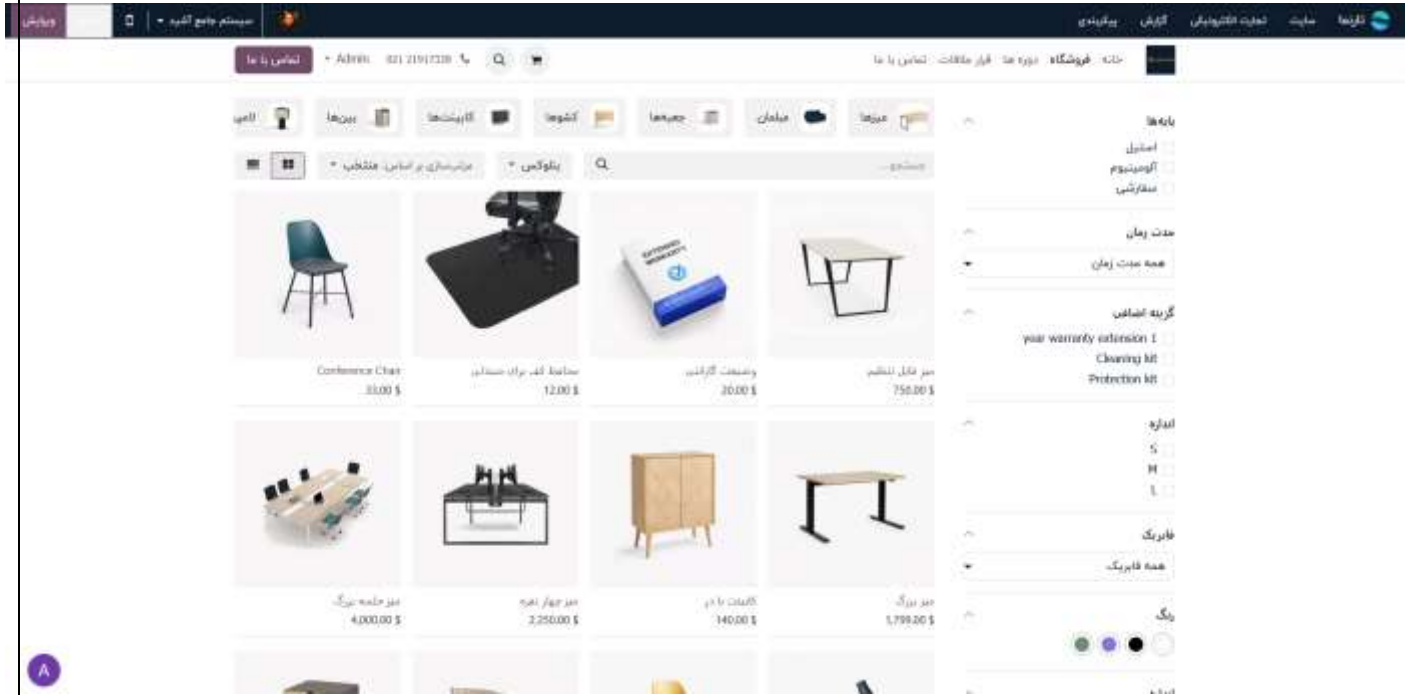 تارنما سایت تجارت الکترونیکی گزارش پیکربندی سیستم جامع آشید ویرایش
خانه فروشگاه دوره ها قرار ملاقات تماس با ما 021 21917328 Admin تماس با ما
میزها مبلمان جعبه‌ها کشوها کابینت‌ها بین‌ها
جستجو... پابلوکس مرتب‌سازی بر اساس: منتخب
پایه‌ها
استیل
آلومینیوم
سفارشی
مدت زمان
همه مدت زمان
گزینه اضافی
year warranty extension 1
Cleaning kit
Protection kit
اندازه
S
M
L
فابریک
همه فابریک
رنگ
اندازه
EXTENDED WARRANTY
میز قابل تنظیم
750.00 $
وضعیت گارانتی
20.00 $
محافظ کف برای صندلی
12.00 $
Conference Chair
33.00 $
میز بزرگ
1,799.00 $
کابینت با در
140.00 $
میز چهار نفره
2,250.00 $
میز جلسه بزرگ
4,000.00 $
A